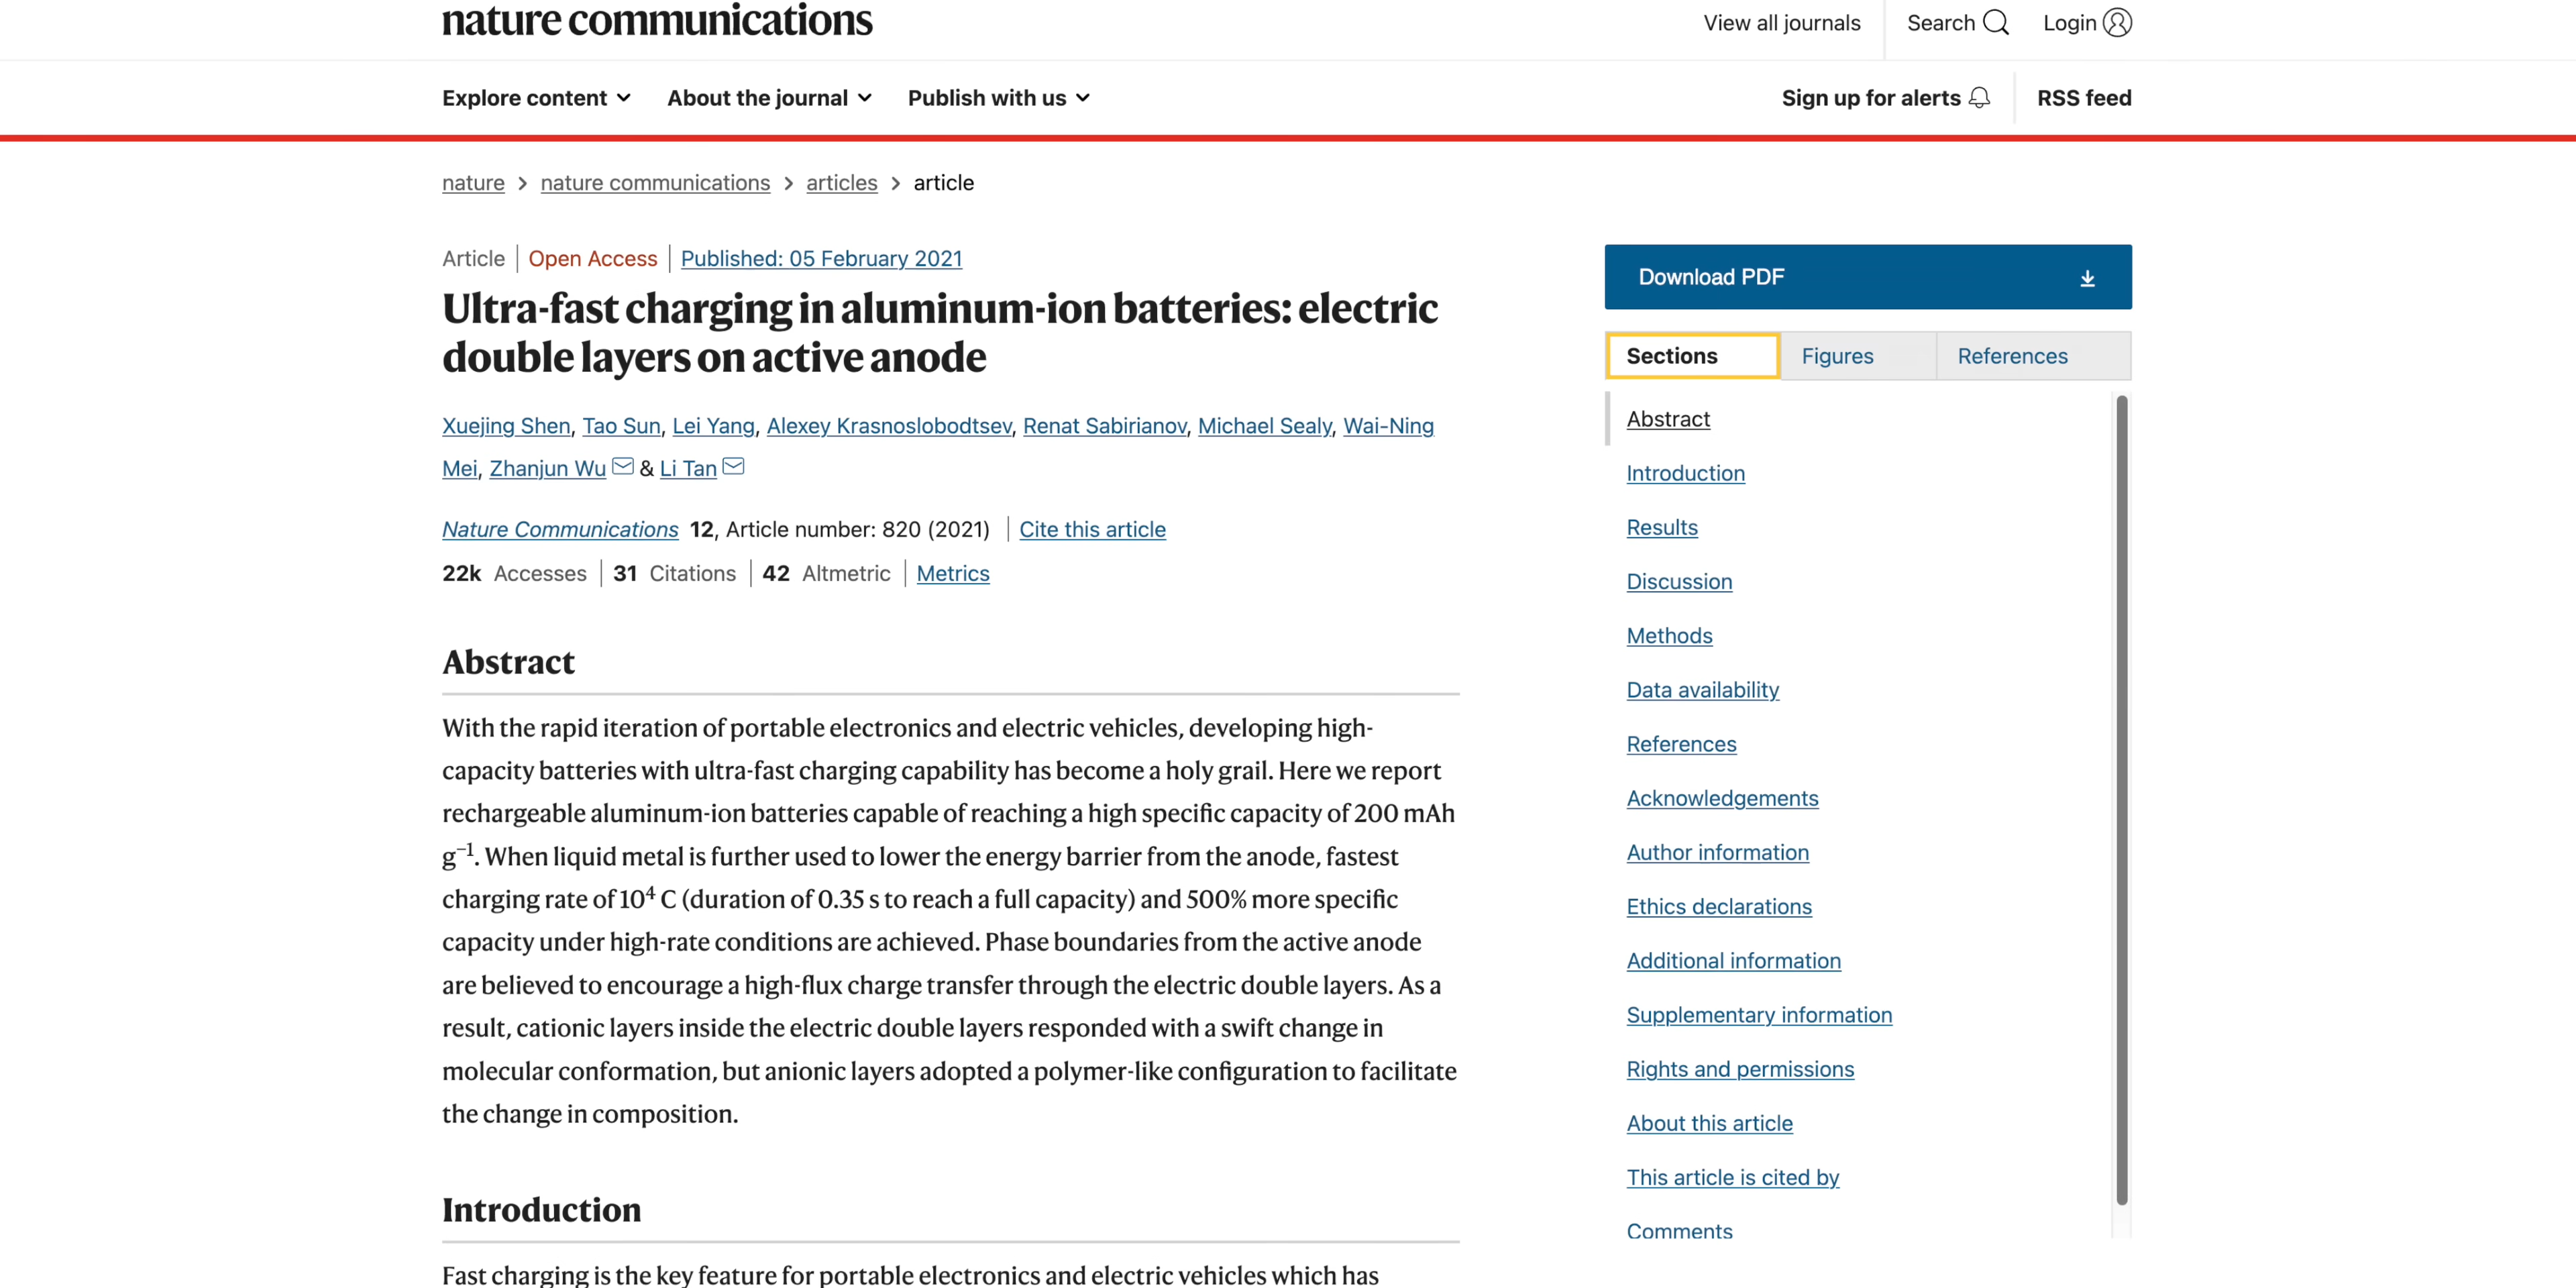 nature communications
View all journals
Search
Login
Explore content
About the journal
Publish with us
Sign up for alerts
RSS feed
nature > nature communications > articles > article
Article | Open Access | Published: 05 February 2021
Ultra-fast charging in aluminum-ion batteries: electric
double layers on active anode
Xuejing Shen, Tao Sun, Lei Yang, Alexey Krasnoslobodtsev, Renat Sabirianov, Michael Sealy, Wai-Ning
Mei, Zhanjun Wu & Li Tan
Nature Communications 12, Article number: 820 (2021) | Cite this article
22k Accesses | 31 Citations | 42 Altmetric | Metrics
Abstract
With the rapid iteration of portable electronics and electric vehicles, developing high-
capacity batteries with ultra-fast charging capability has become a holy grail. Here we report
rechargeable aluminum-ion batteries capable of reaching a high specific capacity of 200 mAh
g⁻¹. When liquid metal is further used to lower the energy barrier from the anode, fastest
charging rate of 10⁴ C (duration of 0.35 s to reach a full capacity) and 500% more specific
capacity under high-rate conditions are achieved. Phase boundaries from the active anode
are believed to encourage a high-flux charge transfer through the electric double layers. As a
result, cationic layers inside the electric double layers responded with a swift change in
molecular conformation, but anionic layers adopted a polymer-like configuration to facilitate
the change in composition.
Introduction
Fast charging is the key feature for portable electronics and electric vehicles which has
Download PDF
Sections
Figures
References
Abstract
Introduction
Results
Discussion
Methods
Data availability
References
Acknowledgements
Author information
Ethics declarations
Additional information
Supplementary information
Rights and permissions
About this article
This article is cited by
Comments